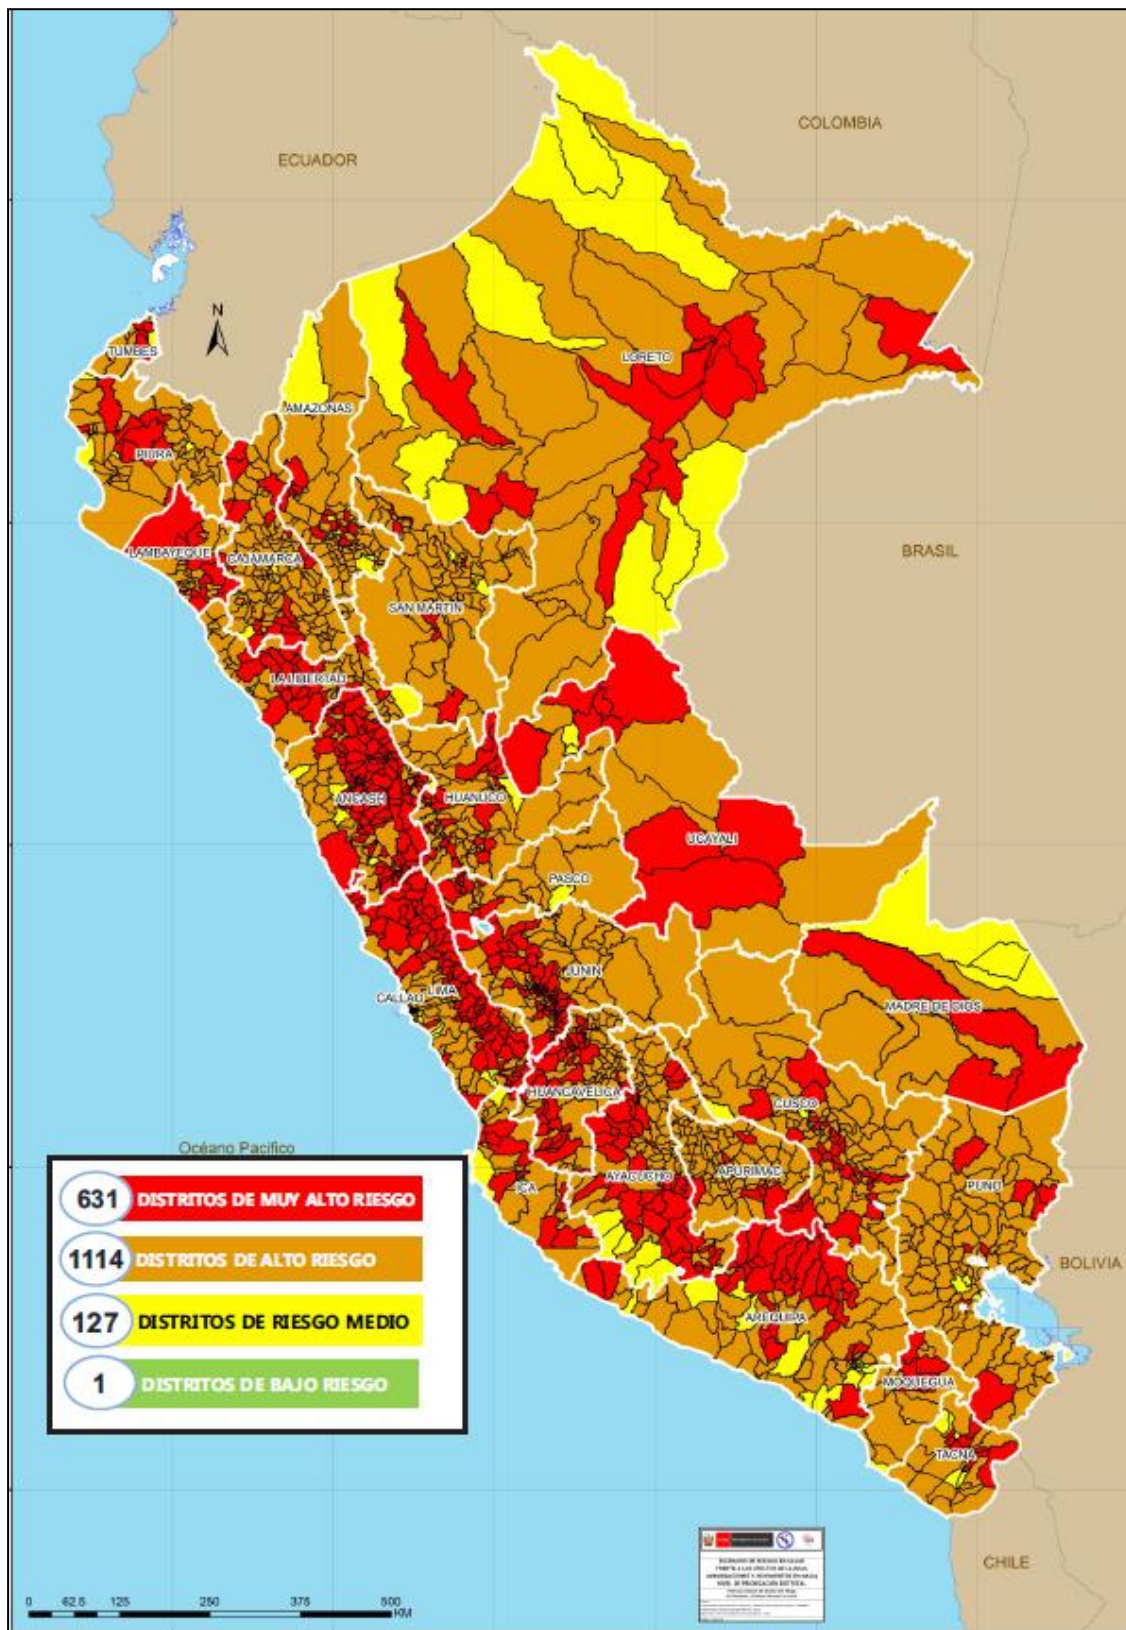 COLOMBIA
ECUADOR
N
TUMBES
LORETO
AMAZONAS
PIURA
BRASIL
LAMBAYEQUE
CAJAMARCA
SAN MARTIN
LA LIBERTAD
ANCASH
HUANUCO
UCAYALI
PASCO
JUNIN
LIMA
CALLAO
MADRE DE DIOS
HUANCAVELICA
CUSCO
Océano Pacífico
AYACUCHO
APURIMAC
PUNO
ICA
631 DISTRITOS DE MUY ALTO RIESGO
1114 DISTRITOS DE ALTO RIESGO
127 DISTRITOS DE RIESGO MEDIO
1 DISTRITOS DE BAJO RIESGO
BOLIVIA
AREQUIPA
MOQUEGUA
TACNA
CHILE
0 62.5 125 250 375 500
KM